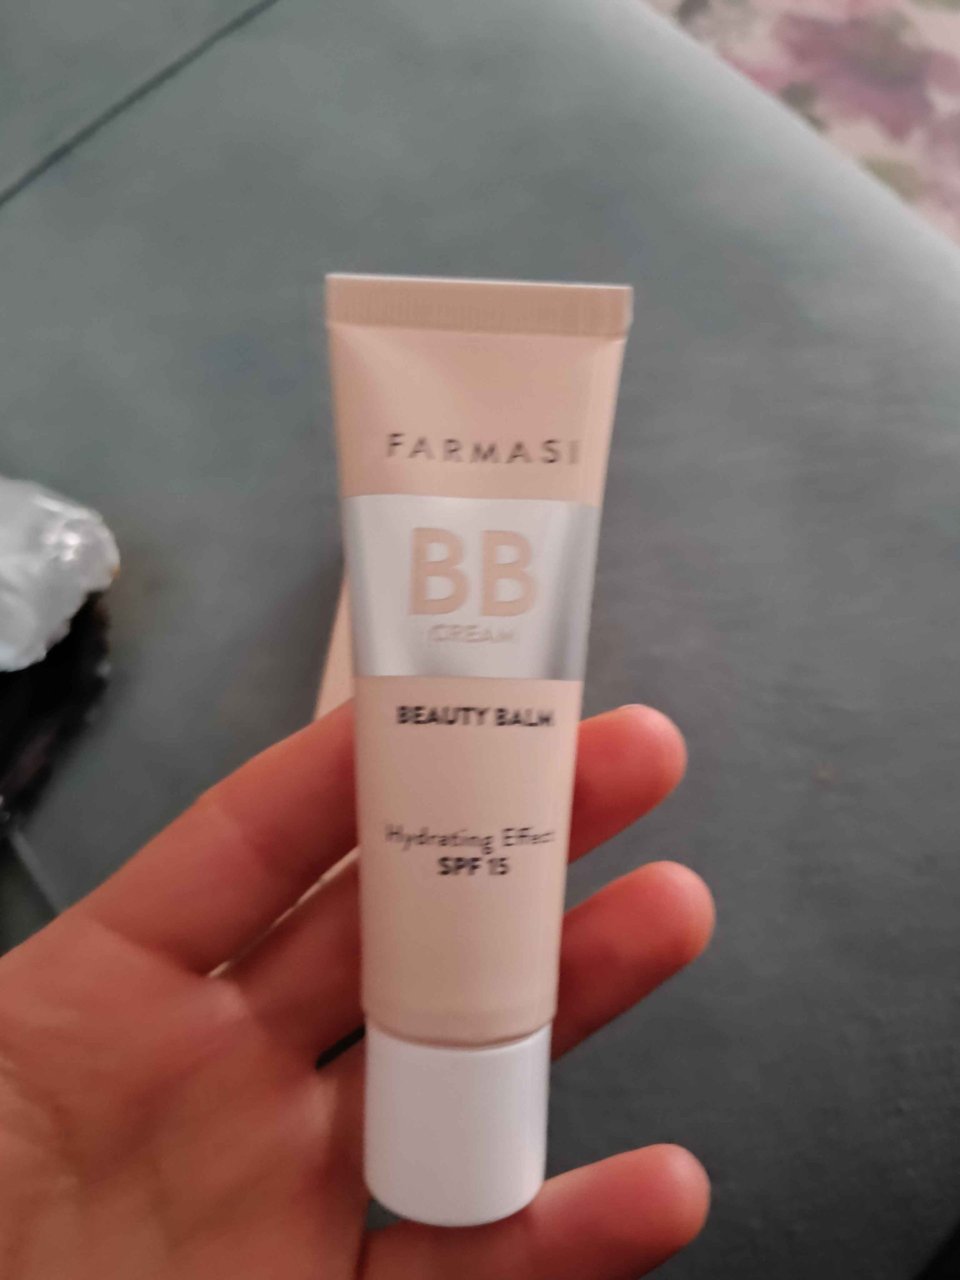 FARMASI
BB
CREAM
BEAUTY BALM
Hydrating Effect
SPF 15